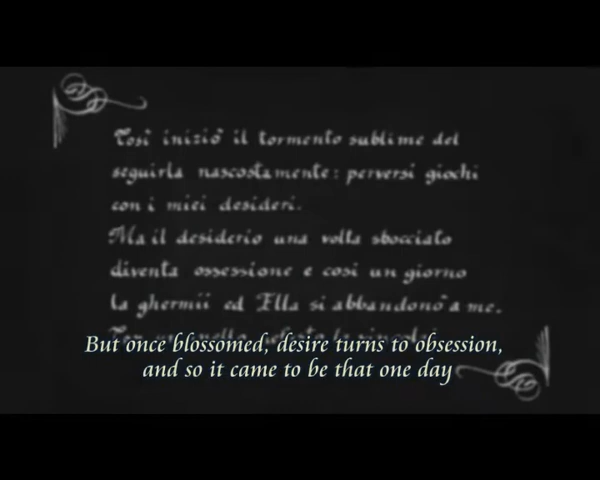 Così iniziò il tormento sublime del
seguirla nascostamente: perversi giochi
con i miei desideri.
Ma il desiderio una volta sbocciato
diventa ossessione e così un giorno
la ghermii ed Ella si abbandonò a me.
But once blossomed, desire turns to obsession,
and so it came to be that one day